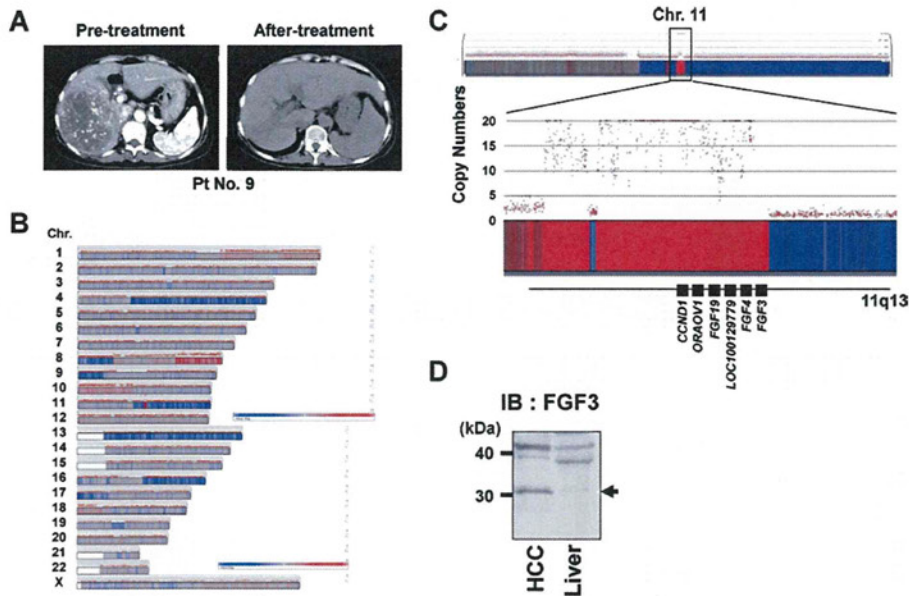 A
Pre-treatment
After-treatment
Pt No. 9
B
Chr.
1
2
3
4
5
6
7
8
9
10
11
12
13
14
15
16
17
18
19
20
21
22
X
C
Chr. 11
Copy Numbers
20
15
10
5
0
CCND1
ORAOV1
FGF19
LOC100129779
FGF4
FGF3
11q13
D
IB : FGF3
(kDa)
40
30
HCC
Liver